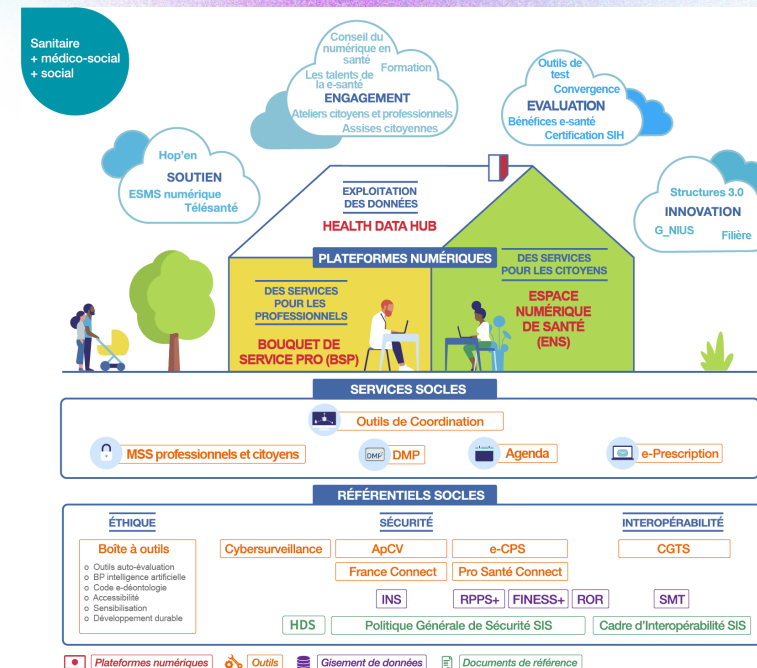 Sanitaire
+ médico-social
+ social
Conseil du
numérique en
santé
Formation
Les talents de
la e-santé
ENGAGEMENT
Ateliers citoyens et professionnels
Assises citoyennes
Outils de
test
Convergence
EVALUATION
Bénéfices e-santé
Certification SIH
Hop'en
SOUTIEN
ESMS numérique
Télésanté
Structures 3.0
INNOVATION
G_NIUS
Filière
EXPLOITATION
DES DONNÉES
HEALTH DATA HUB
PLATEFORMES NUMÉRIQUES
DES SERVICES
POUR LES
PROFESSIONNELS
BOUQUET DE
SERVICE PRO (BSP)
DES SERVICES
POUR LES CITOYENS
ESPACE
NUMÉRIQUE
DE SANTÉ
(ENS)
SERVICES SOCLES
Outils de Coordination
MSS professionnels et citoyens
DMP
DMP
Agenda
e-Prescription
RÉFÉRENTIELS SOCLES
ÉTHIQUE
SÉCURITÉ
INTEROPÉRABILITÉ
Boîte à outils
o Outils auto-évaluation
o BP intelligence artificielle
o Code e-déontologie
o Accessibilité
o Sensibilisation
o Développement durable
Cybersurveillance
ApCV
e-CPS
CGTS
France Connect
Pro Santé Connect
INS
RPPS+
FINESS+
ROR
SMT
HDS
Politique Générale de Sécurité SIS
Cadre d'Interopérabilité SIS
Plateformes numériques
Outils
Gisement de données
Documents de référence